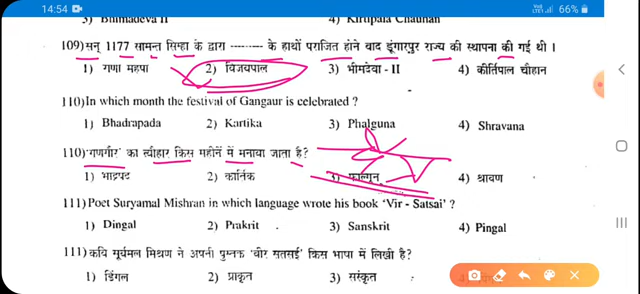 14:54
66%
3) Bhimadeva II 4) Kirtipala Chauhan
109) सन् 1177 सामन्त सिम्हा के द्वारा --------- के हाथों पराजित होने बाद डूंगारपुर राज्य की स्थापना की गई थी ।
1) गणा महपा 2) विजयपाल 3) भीमदेवा - II 4) कीर्तिपाल चौहान
110) In which month the festival of Gangaur is celebrated ?
1) Bhadrapada 2) Kartika 3) Phalguna 4) Shravana
110) 'गणगौर' का त्यौहार किस महीने में मनाया जाता है?
1) भाद्रपद 2) कार्तिक 3) फाल्गुन 4) श्रावण
111) Poet Suryamal Mishran in which language wrote his book 'Vir - Satsai' ?
1) Dingal 2) Prakrit 3) Sanskrit 4) Pingal
111) कवि सूर्यमल मिश्रण ने अपनी पुस्तक 'वीर सतसई' किस भाषा में लिखी है?
1) डिंगल 2) प्राकृत 3) संस्कृत